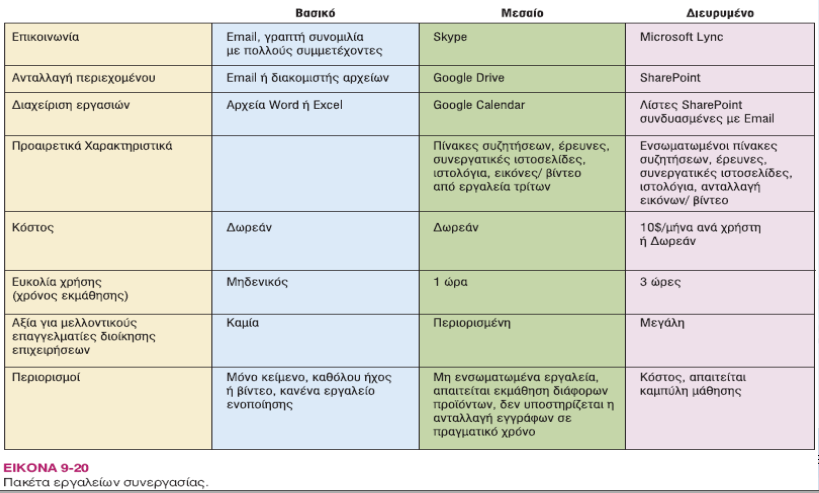 Βασικό Μεσαίο Διευρυμένο
Επικοινωνία
Email, γραπτή συνομιλία
με πολλούς συμμετέχοντες
Skype
Microsoft Lync
Ανταλλαγή περιεχομένου
Email ή διακομιστής αρχείων
Google Drive
SharePoint
Διαχείριση εργασιών
Αρχεία Word ή Excel
Google Calendar
Λίστες SharePoint
συνδυασμένες με Email
Προαιρετικά Χαρακτηριστικά
Πίνακες συζητήσεων, έρευνες,
συνεργατικές ιστοσελίδες,
ιστολόγια, εικόνες/ βίντεο
από εργαλεία τρίτων
Ενσωματωμένοι πίνακες
συζητήσεων, έρευνες,
συνεργατικές ιστοσελίδες,
ιστολόγια, ανταλλαγή
εικόνων/ βίντεο
Κόστος
Δωρεάν
Δωρεάν
10$/μήνα ανά χρήστη
ή Δωρεάν
Ευκολία χρήσης
(χρόνος εκμάθησης)
Μηδενικός
1 ώρα
3 ώρες
Αξία για μελλοντικούς
επαγγελματίες διοίκησης
επιχειρήσεων
Καμία
Περιορισμένη
Μεγάλη
Περιορισμοί
Μόνο κείμενο, καθόλου ήχος
ή βίντεο, κανένα εργαλείο
ενοποίησης
Μη ενσωματωμένα εργαλεία,
απαιτείται εκμάθηση διάφορων
προϊόντων, δεν υποστηρίζεται η
ανταλλαγή εγγράφων σε
πραγματικό χρόνο
Κόστος, απαιτείται
καμπύλη μάθησης
ΕΙΚΟΝΑ 9-20
Πακέτα εργαλείων συνεργασίας.